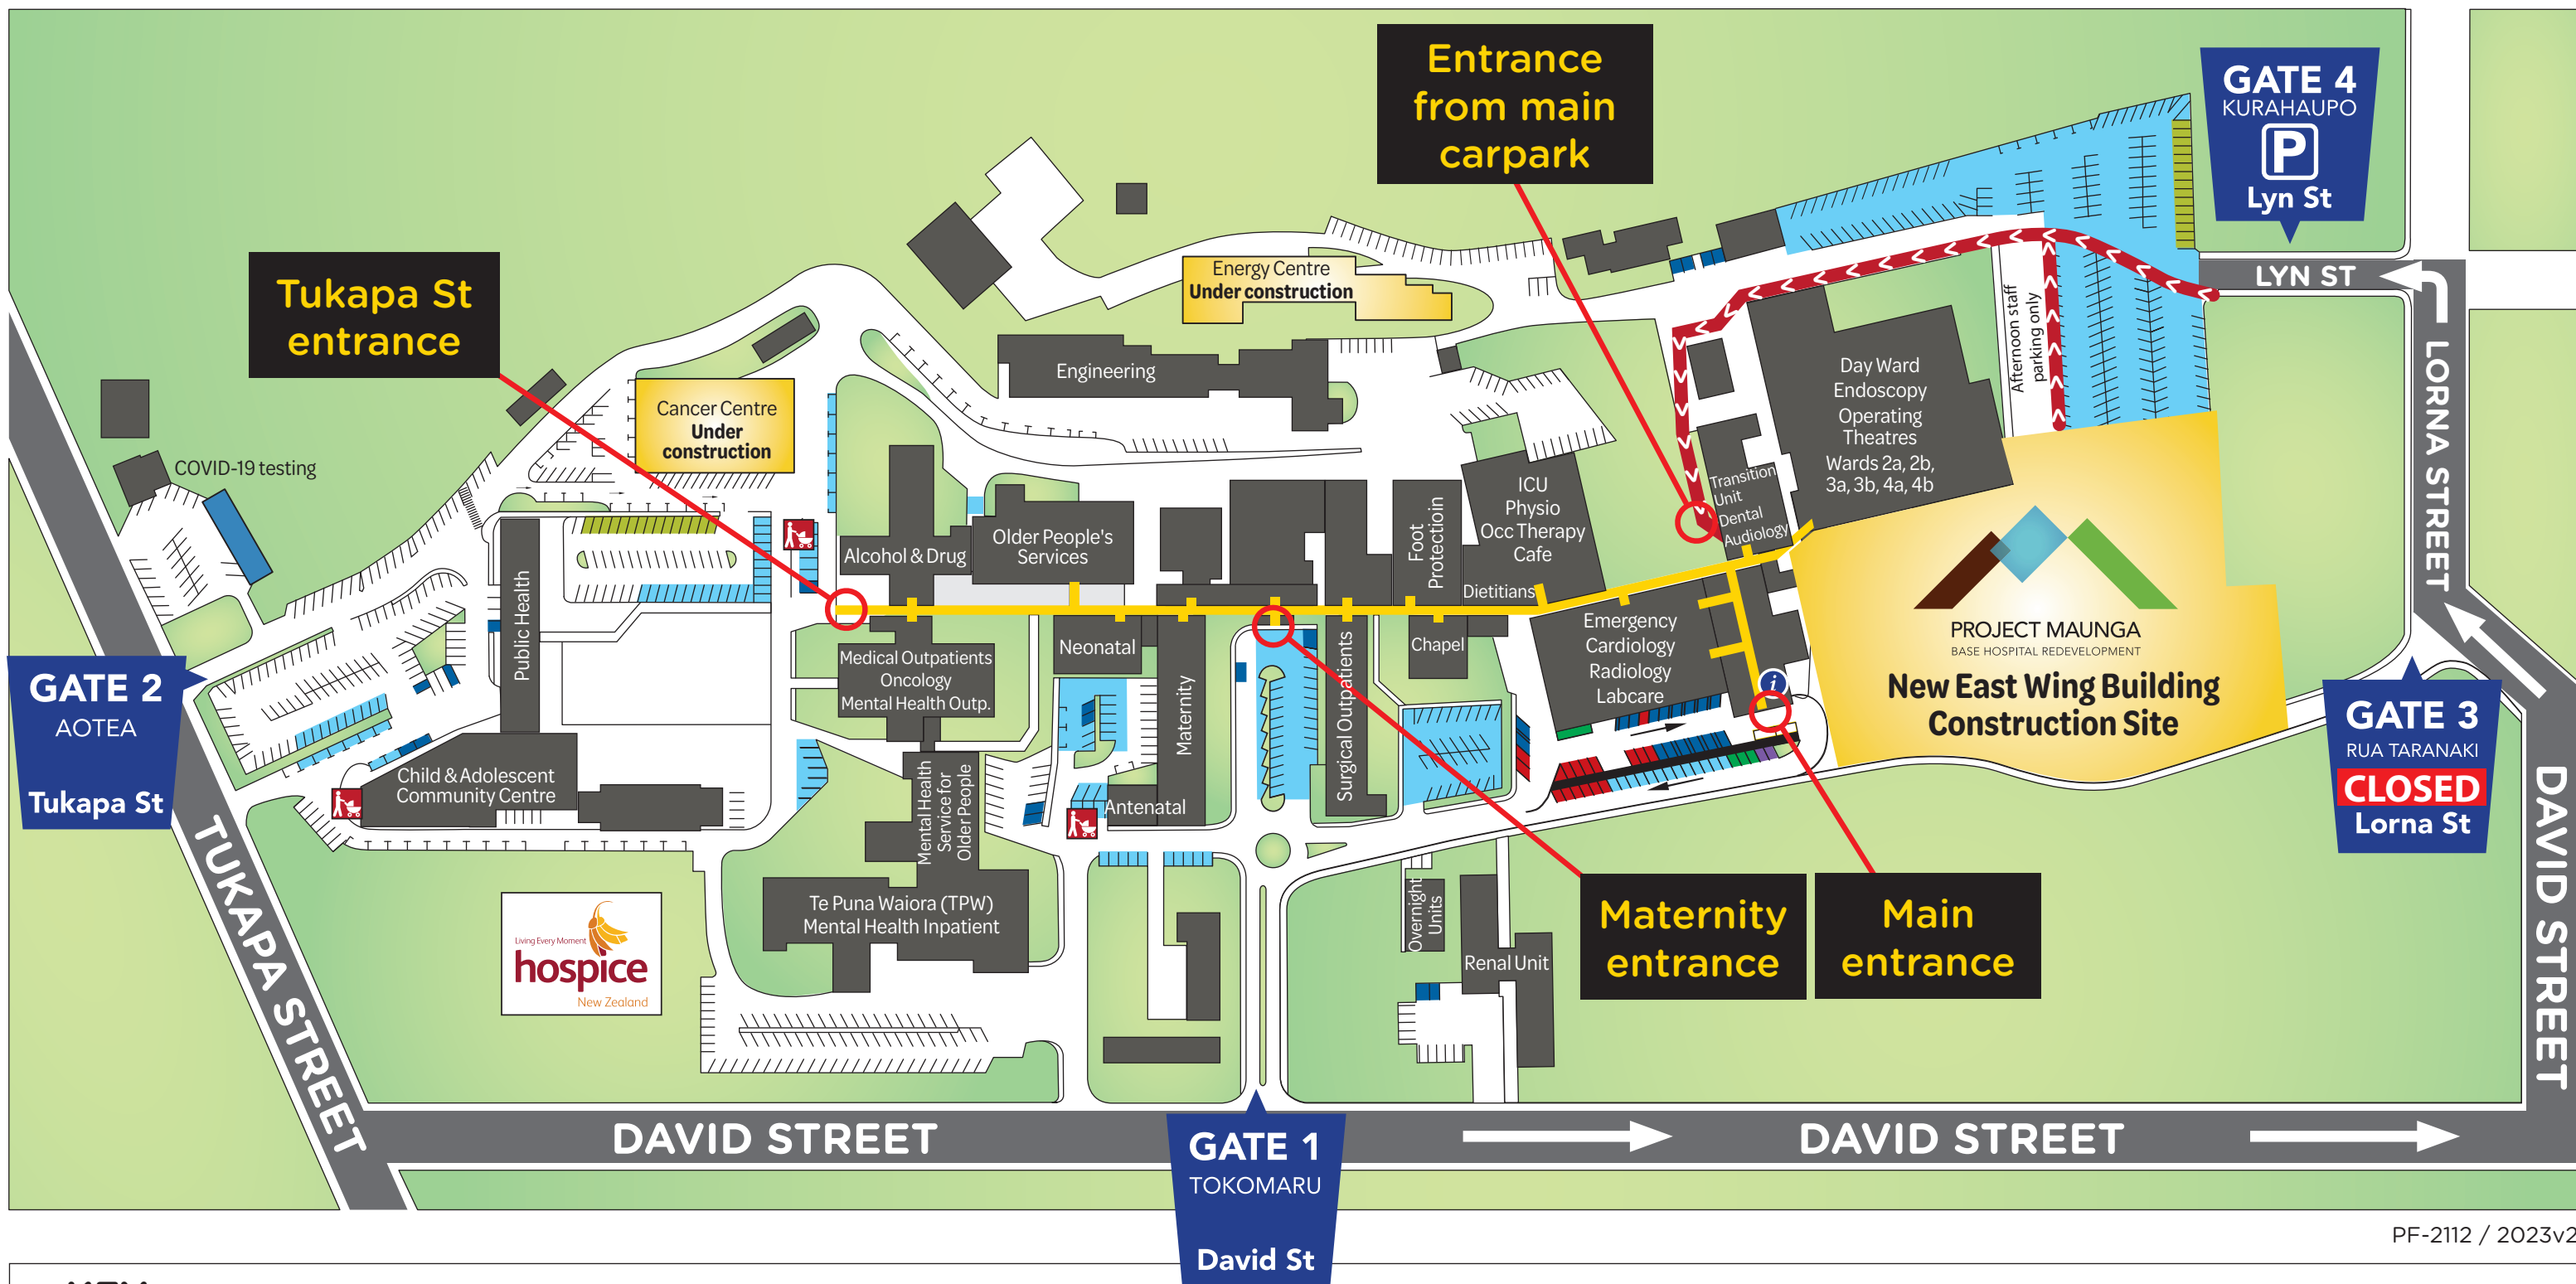 Entrance
from main
carpark
GATE 4
KURAHAUPO
P
Lyn St
Tukapa St
entrance
Energy Centre
Under construction
LYN ST
LORNA STREET
Afternoon staff
parking only
Engineering
Day Ward
Endoscopy
Operating
Theatres
Wards 2a, 2b,
3a, 3b, 4a, 4b
Cancer Centre
Under
construction
COVID-19 testing
Transition
Unit
Dental
Audiology
ICU
Physio
Occ Therapy
Cafe
Foot
Protectioin
Dietitians
Alcohol & Drug
Older People's
Services
Public Health
Emergency
Cardiology
Radiology
Labcare
PROJECT MAUNGA
BASE HOSPITAL REDEVELOPMENT
New East Wing Building
Construction Site
GATE 2
AOTEA
Tukapa St
Medical Outpatients
Oncology
Mental Health Outp.
Neonatal
Maternity
Surgical Outpatients
Chapel
i
GATE 3
RUA TARANAKI
CLOSED
Lorna St
Child & Adolescent
Community Centre
Mental Health
Service for
Older People
Antenatal
TUKAPA STREET
DAVID STREET
Te Puna Waiora (TPW)
Mental Health Inpatient
Living Every Moment
hospice
New Zealand
Overnight
Units
Renal Unit
Maternity
entrance
Main
entrance
DAVID STREET
DAVID STREET
GATE 1
TOKOMARU
David St
PF-2112 / 2023v2